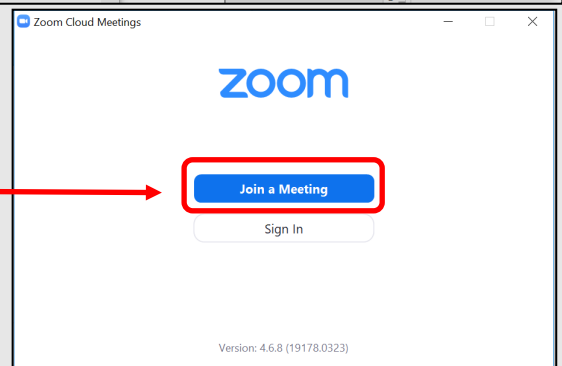 Zoom Cloud Meetings
zoom
Join a Meeting
Sign In
Version: 4.6.8 (19178.0323)